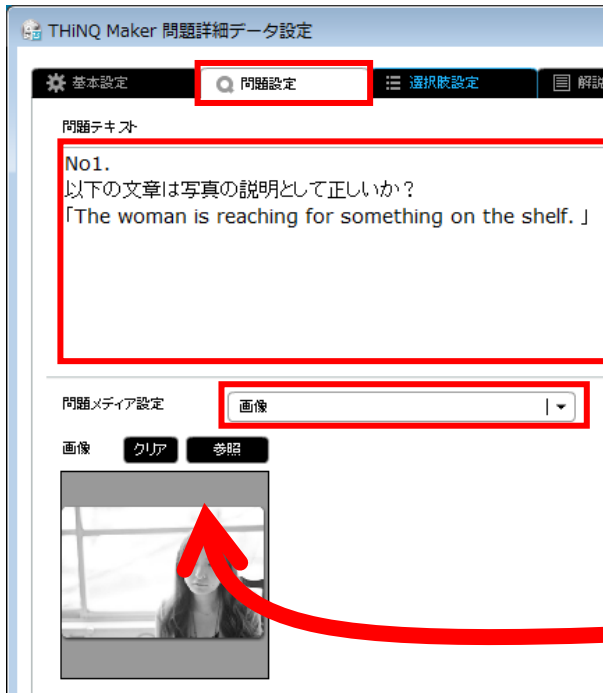 THiNQ Maker 問題詳細データ設定
基本設定
問題設定
選択肢設定
解説
問題テキスト
No1.
以下の文章は写真の説明として正しいか？
「The woman is reaching for something on the shelf. 」
問題メディア設定
画像
画像
クリア
参照